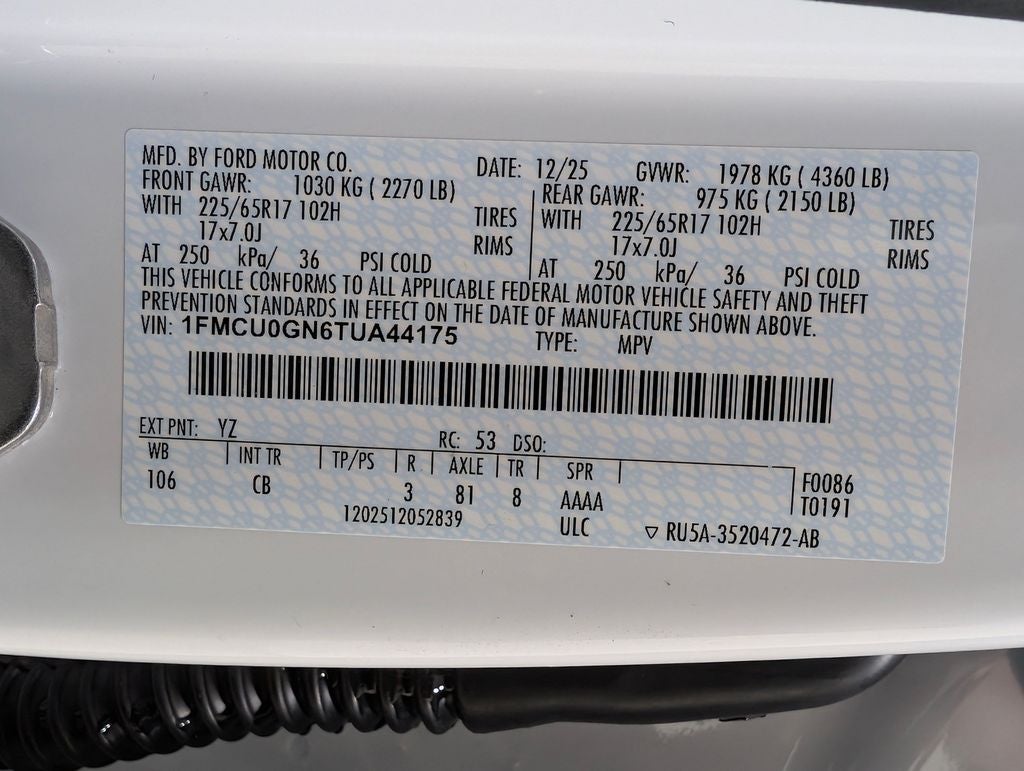 MFD. BY FORD MOTOR CO. DATE: 12/25 GVWR: 1978 KG ( 4360 LB)
FRONT GAWR: 1030 KG ( 2270 LB) REAR GAWR: 975 KG ( 2150 LB)
WITH 225/65R17 102H TIRES WITH 225/65R17 102H TIRES
17x7.0J RIMS 17x7.0J RIMS
AT 250 kPa/ 36 PSI COLD AT 250 kPa/ 36 PSI COLD
THIS VEHICLE CONFORMS TO ALL APPLICABLE FEDERAL MOTOR VEHICLE SAFETY AND THEFT
PREVENTION STANDARDS IN EFFECT ON THE DATE OF MANUFACTURE SHOWN ABOVE.
VIN: 1FMCU0GN6TUA44175 TYPE: MPV
EXT PNT: YZ RC: 53 DSO:
WB INT TR TP/PS R AXLE TR SPR F0086
106 CB 3 81 8 AAAA T0191
1202512052839 ULC ▽ RU5A-3520472-AB